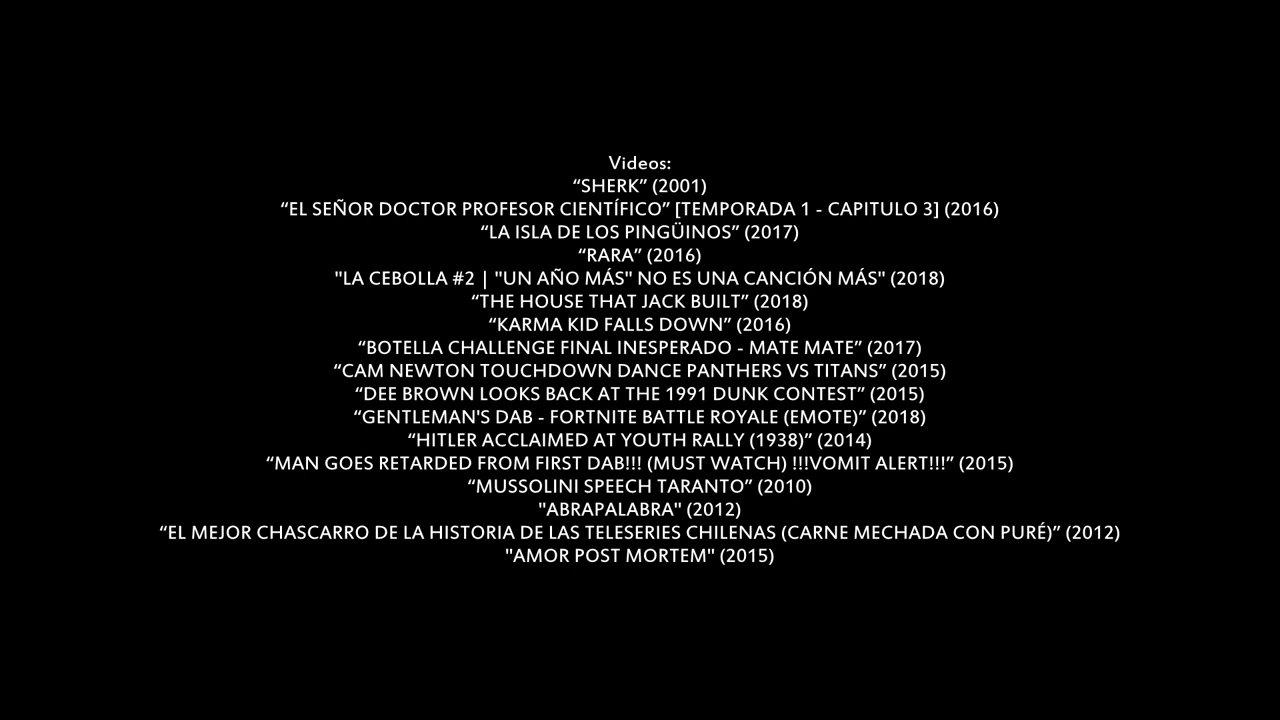 Videos:
“SHERK” (2001)
“EL SEÑOR DOCTOR PROFESOR CIENTÍFICO” [TEMPORADA 1 - CAPITULO 3] (2016)
“LA ISLA DE LOS PINGÜINOS” (2017)
“RARA” (2016)
"LA CEBOLLA #2 | "UN AÑO MÁS" NO ES UNA CANCIÓN MÁS" (2018)
“THE HOUSE THAT JACK BUILT” (2018)
“KARMA KID FALLS DOWN” (2016)
“BOTELLA CHALLENGE FINAL INESPERADO - MATE MATE” (2017)
“CAM NEWTON TOUCHDOWN DANCE PANTHERS VS TITANS” (2015)
“DEE BROWN LOOKS BACK AT THE 1991 DUNK CONTEST” (2015)
“GENTLEMAN'S DAB - FORTNITE BATTLE ROYALE (EMOTE)” (2018)
“HITLER ACCLAIMED AT YOUTH RALLY (1938)” (2014)
“MAN GOES RETARDED FROM FIRST DAB!!! (MUST WATCH) !!!VOMIT ALERT!!!” (2015)
“MUSSOLINI SPEECH TARANTO” (2010)
"ABRAPALABRA" (2012)
“EL MEJOR CHASCARRO DE LA HISTORIA DE LAS TELESERIES CHILENAS (CARNE MECHADA CON PURÉ)” (2012)
"AMOR POST MORTEM" (2015)